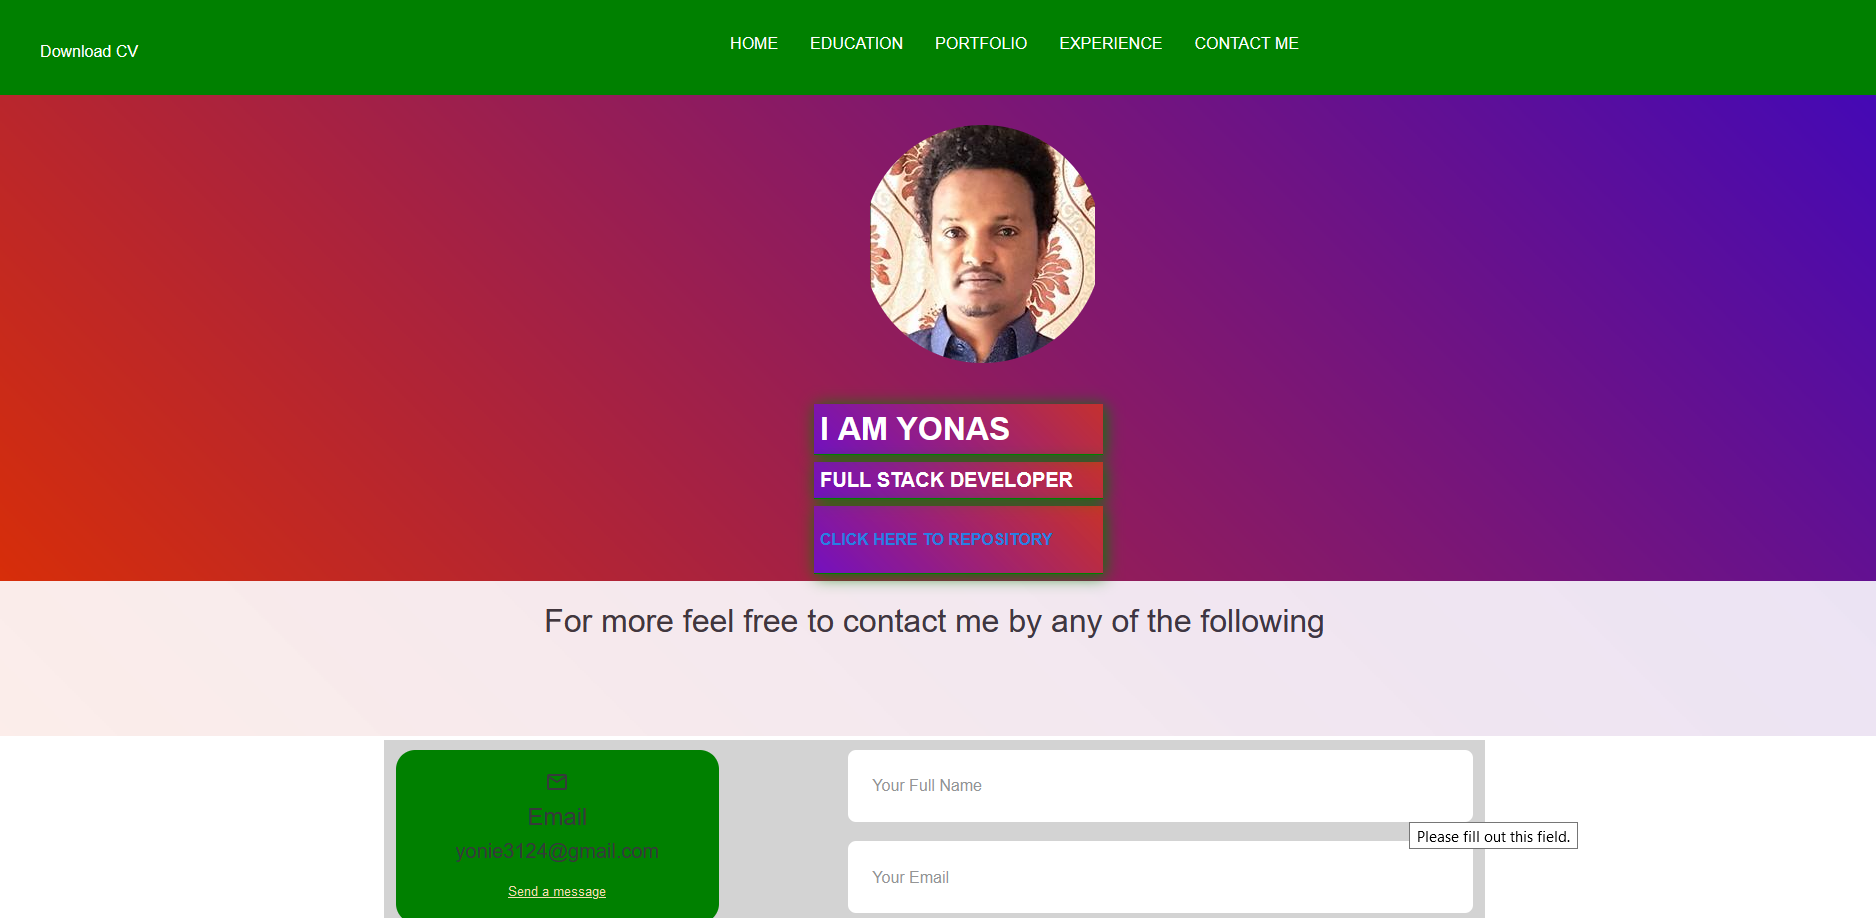 Download CV
HOME EDUCATION PORTFOLIO EXPERIENCE CONTACT ME
I AM YONAS
FULL STACK DEVELOPER
CLICK HERE TO REPOSITORY
For more feel free to contact me by any of the following
Email
yonie3124@gmail.com
Send a message
Your Full Name
Please fill out this field.
Your Email